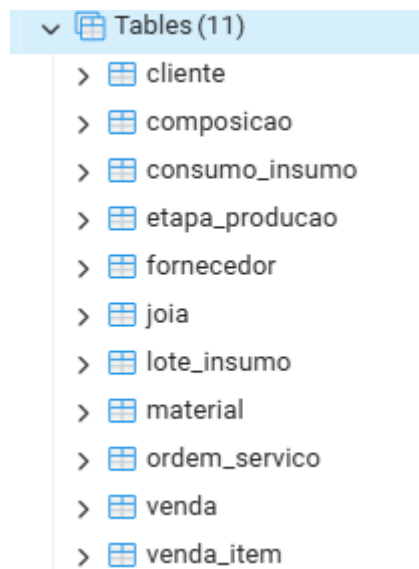 Tables (11)
cliente
composicao
consumo_insumo
etapa_producao
fornecedor
joia
lote_insumo
material
ordem_servico
venda
venda_item